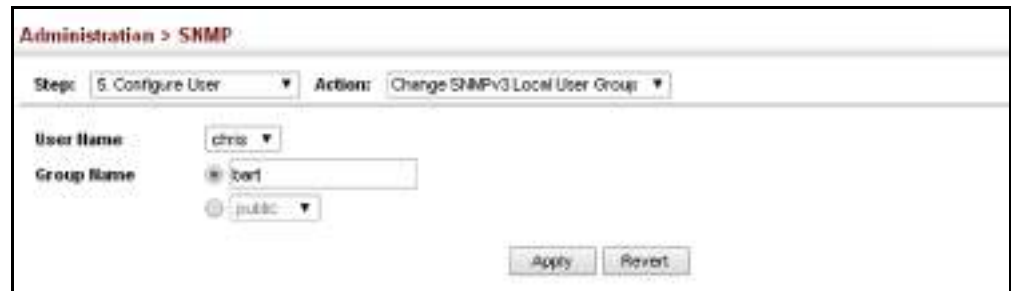 Administration > SNMP
Step: 5. Configure User Action: Change SNMPv3 Local User Group
User Name chris
Group Name bert
public
Apply Revert